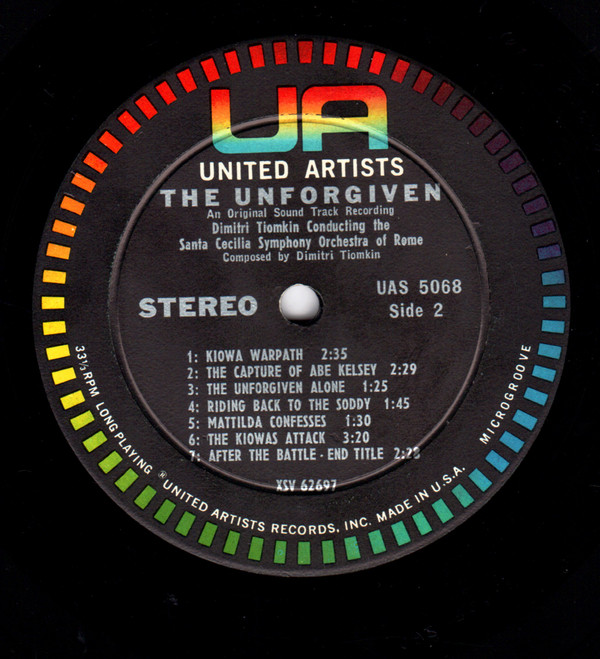 UA
UNITED ARTISTS
THE UNFORGIVEN
An Original Sound Track Recording
Dimitri Tiomkin Conducting the
Santa Cecilia Symphony Orchestra of Rome
Composed by Dimitri Tiomkin
STEREO
UAS 5068
Side 2
1: KIOWA WARPATH 2:35
2: THE CAPTURE OF ABE KELSEY 2:29
3: THE UNFORGIVEN ALONE 1:25
4: RIDING BACK TO THE SODDY 1:45
5: MATTILDA CONFESSES 1:30
6: THE KIOWAS ATTACK 3:20
7: AFTER THE BATTLE · END TITLE 2:28
XSV 62697
33⅓ RPM LONG PLAYING ® UNITED ARTISTS RECORDS, INC. MADE IN U.S.A. MICROGROOVE